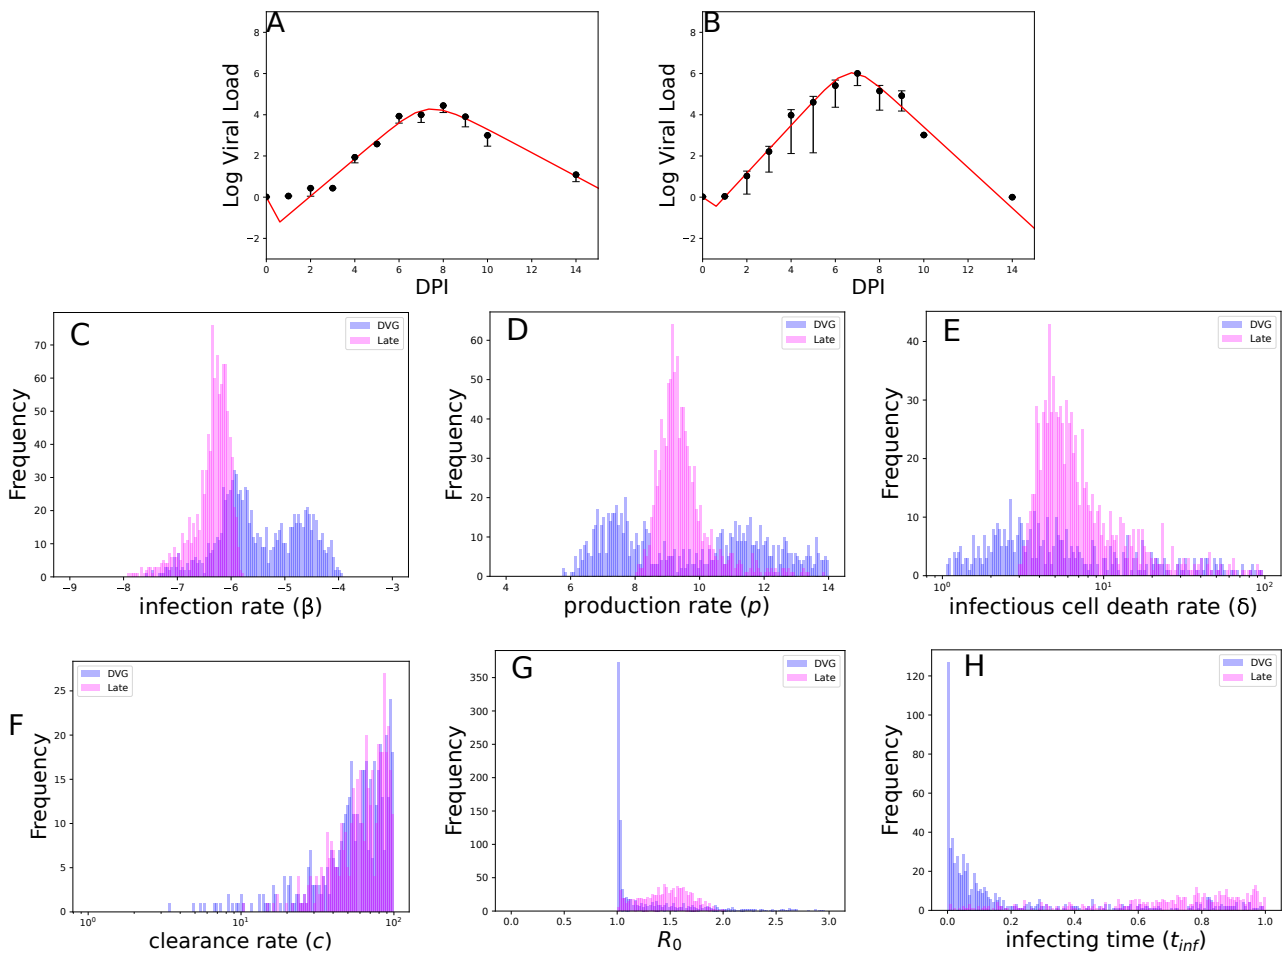 A
Log Viral Load
8
6
4
2
0
−2
0 2 4 6 8 10 12 14
DPI
B
Log Viral Load
8
6
4
2
0
−2
0 2 4 6 8 10 12 14
DPI
C
DVG
Late
Frequency
70
60
50
40
30
20
10
0
−9 −8 −7 −6 −5 −4 −3
infection rate (β)
D
DVG
Late
Frequency
60
50
40
30
20
10
0
4 6 8 10 12 14
production rate (p)
E
DVG
Late
Frequency
40
30
20
10
0
10⁰ 10¹ 10²
infectious cell death rate (δ)
F
DVG
Late
Frequency
25
20
15
10
5
0
10⁰ 10¹ 10²
clearance rate (c)
G
DVG
Late
Frequency
350
300
250
200
150
100
50
0
0.0 0.5 1.0 1.5 2.0 2.5 3.0
R₀
H
DVG
Late
Frequency
120
100
80
60
40
20
0
0.0 0.2 0.4 0.6 0.8 1.0
infecting time (t_inf)